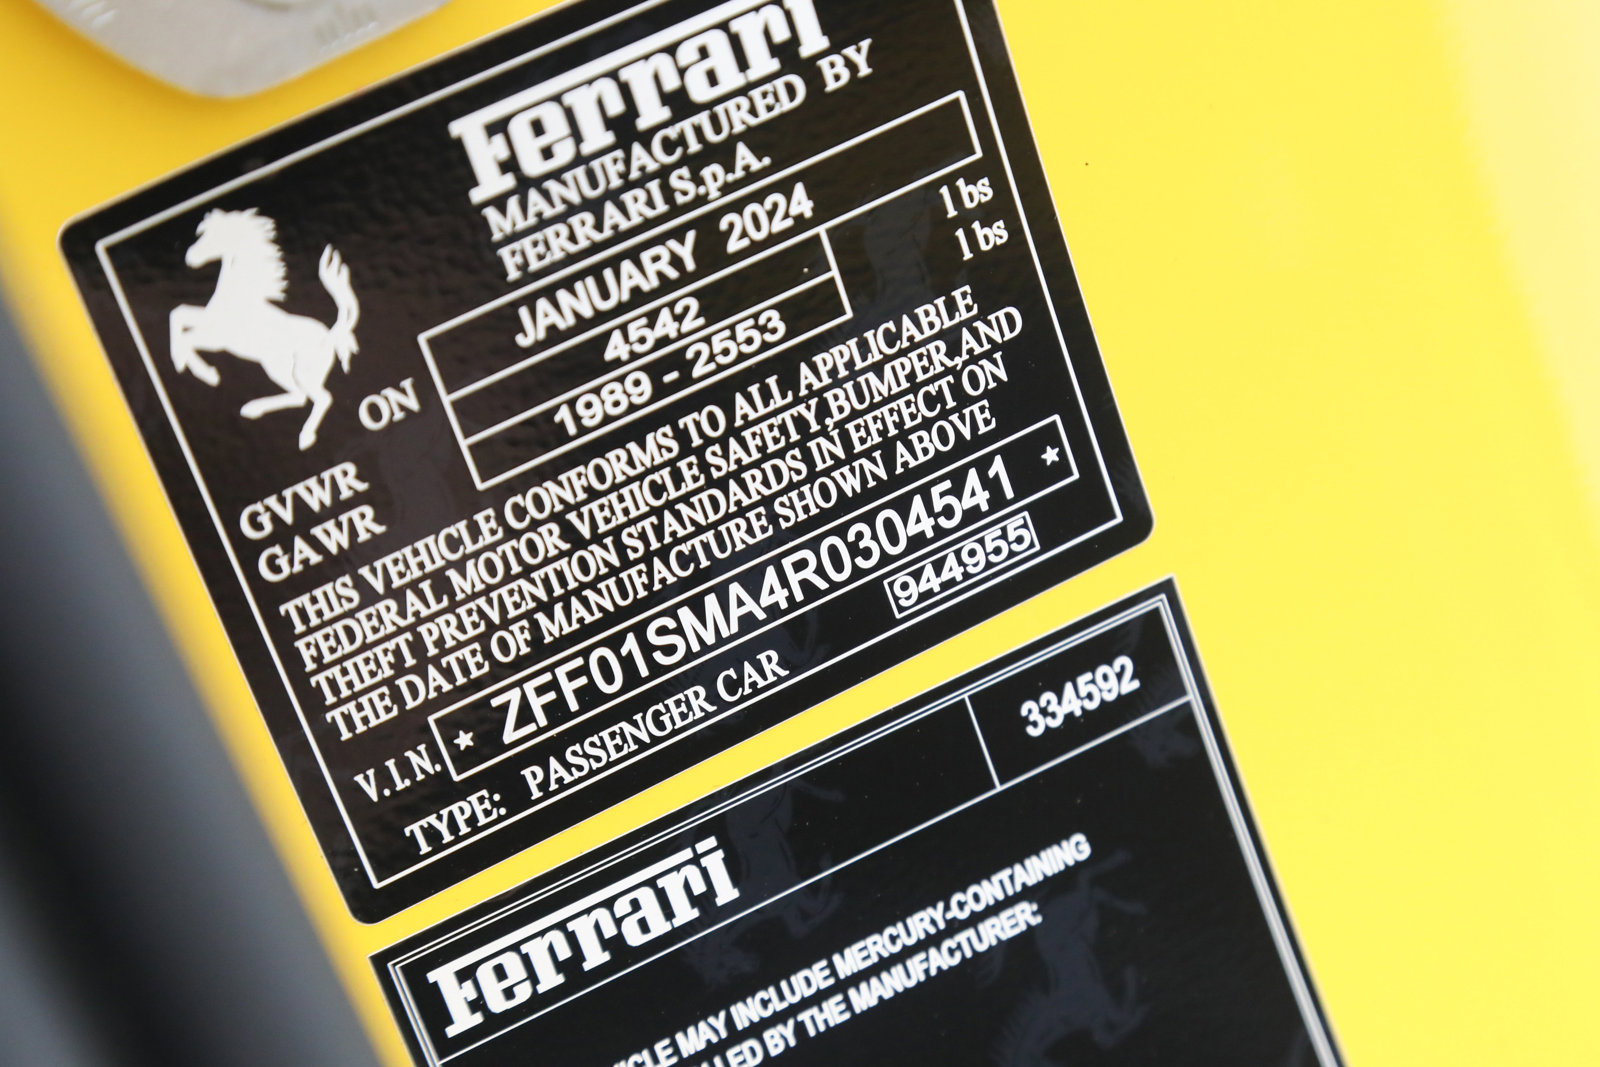 Ferrari
MANUFACTURED BY
FERRARI S.p.A.
ON JANUARY 2024
GVWR 4542 lbs
GAWR 1989 - 2553 lbs
THIS VEHICLE CONFORMS TO ALL APPLICABLE
FEDERAL MOTOR VEHICLE SAFETY,BUMPER,AND
THEFT PREVENTION STANDARDS IN EFFECT ON
THE DATE OF MANUFACTURE SHOWN ABOVE
V.I.N. ★ ZFF01SMA4R0304541 ★
TYPE: PASSENGER CAR 944955
Ferrari 334592
MAY INCLUDE MERCURY-CONTAINING
BY THE MANUFACTURER: